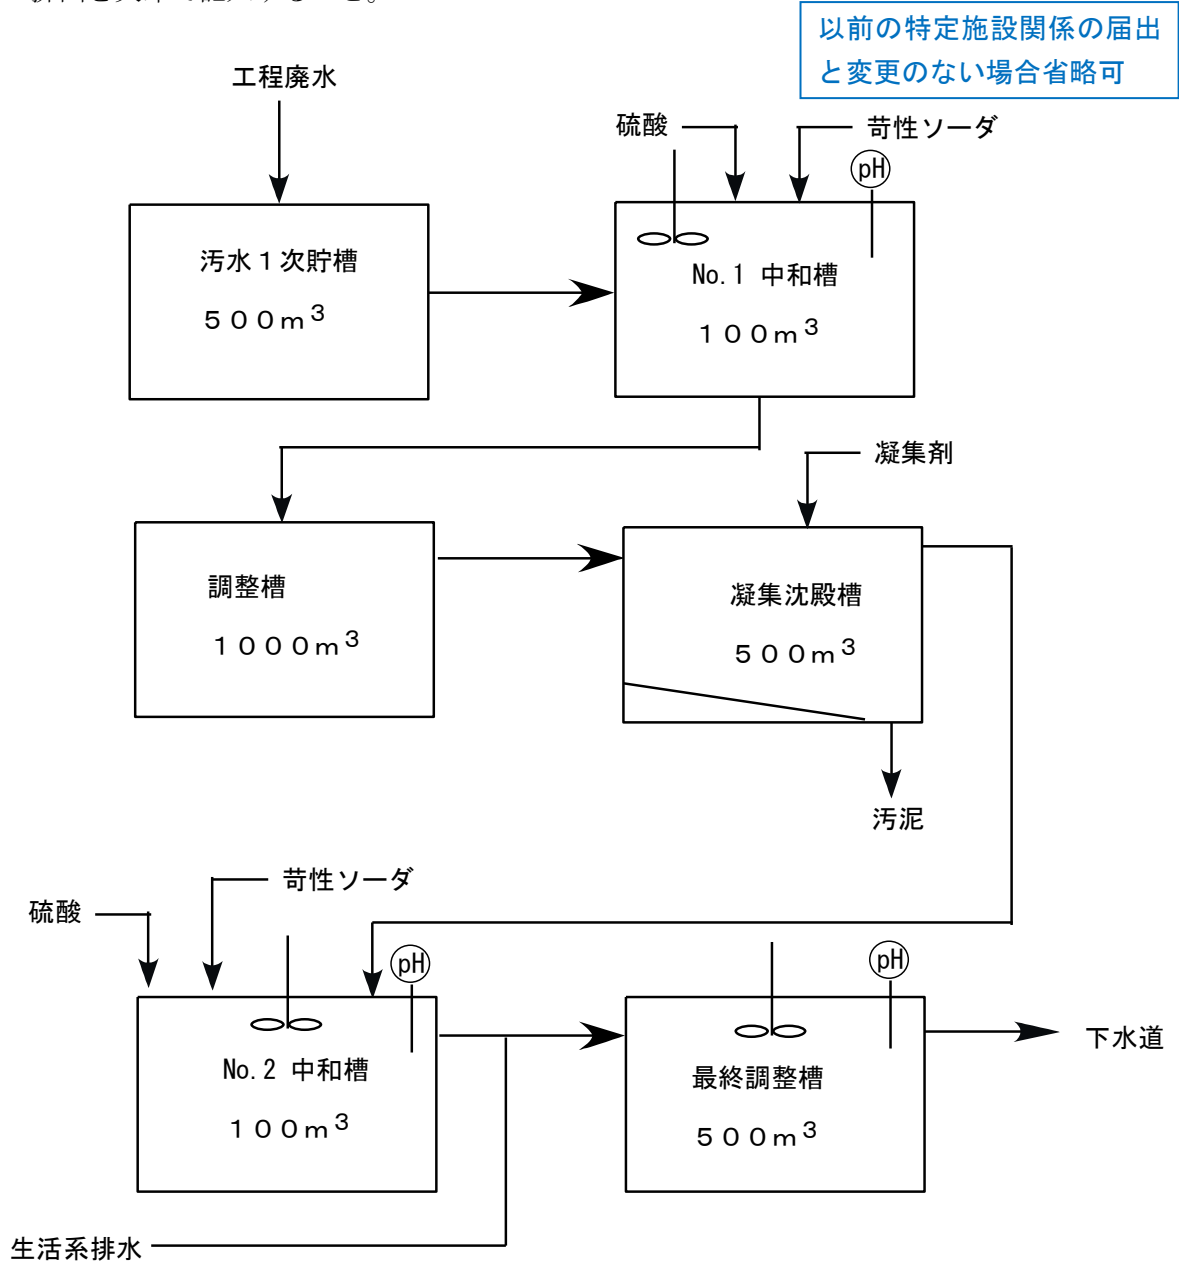 以前の特定施設関係の届出
と変更のない場合省略可
工程廃水
硫酸
苛性ソーダ
pH
汚水１次貯槽
５００ｍ³
No.1 中和槽
１００ｍ³
凝集剤
調整槽
１０００ｍ³
凝集沈殿槽
５００ｍ³
汚泥
苛性ソーダ
硫酸
pH
pH
No.2 中和槽
１００ｍ³
最終調整槽
５００ｍ³
下水道
生活系排水